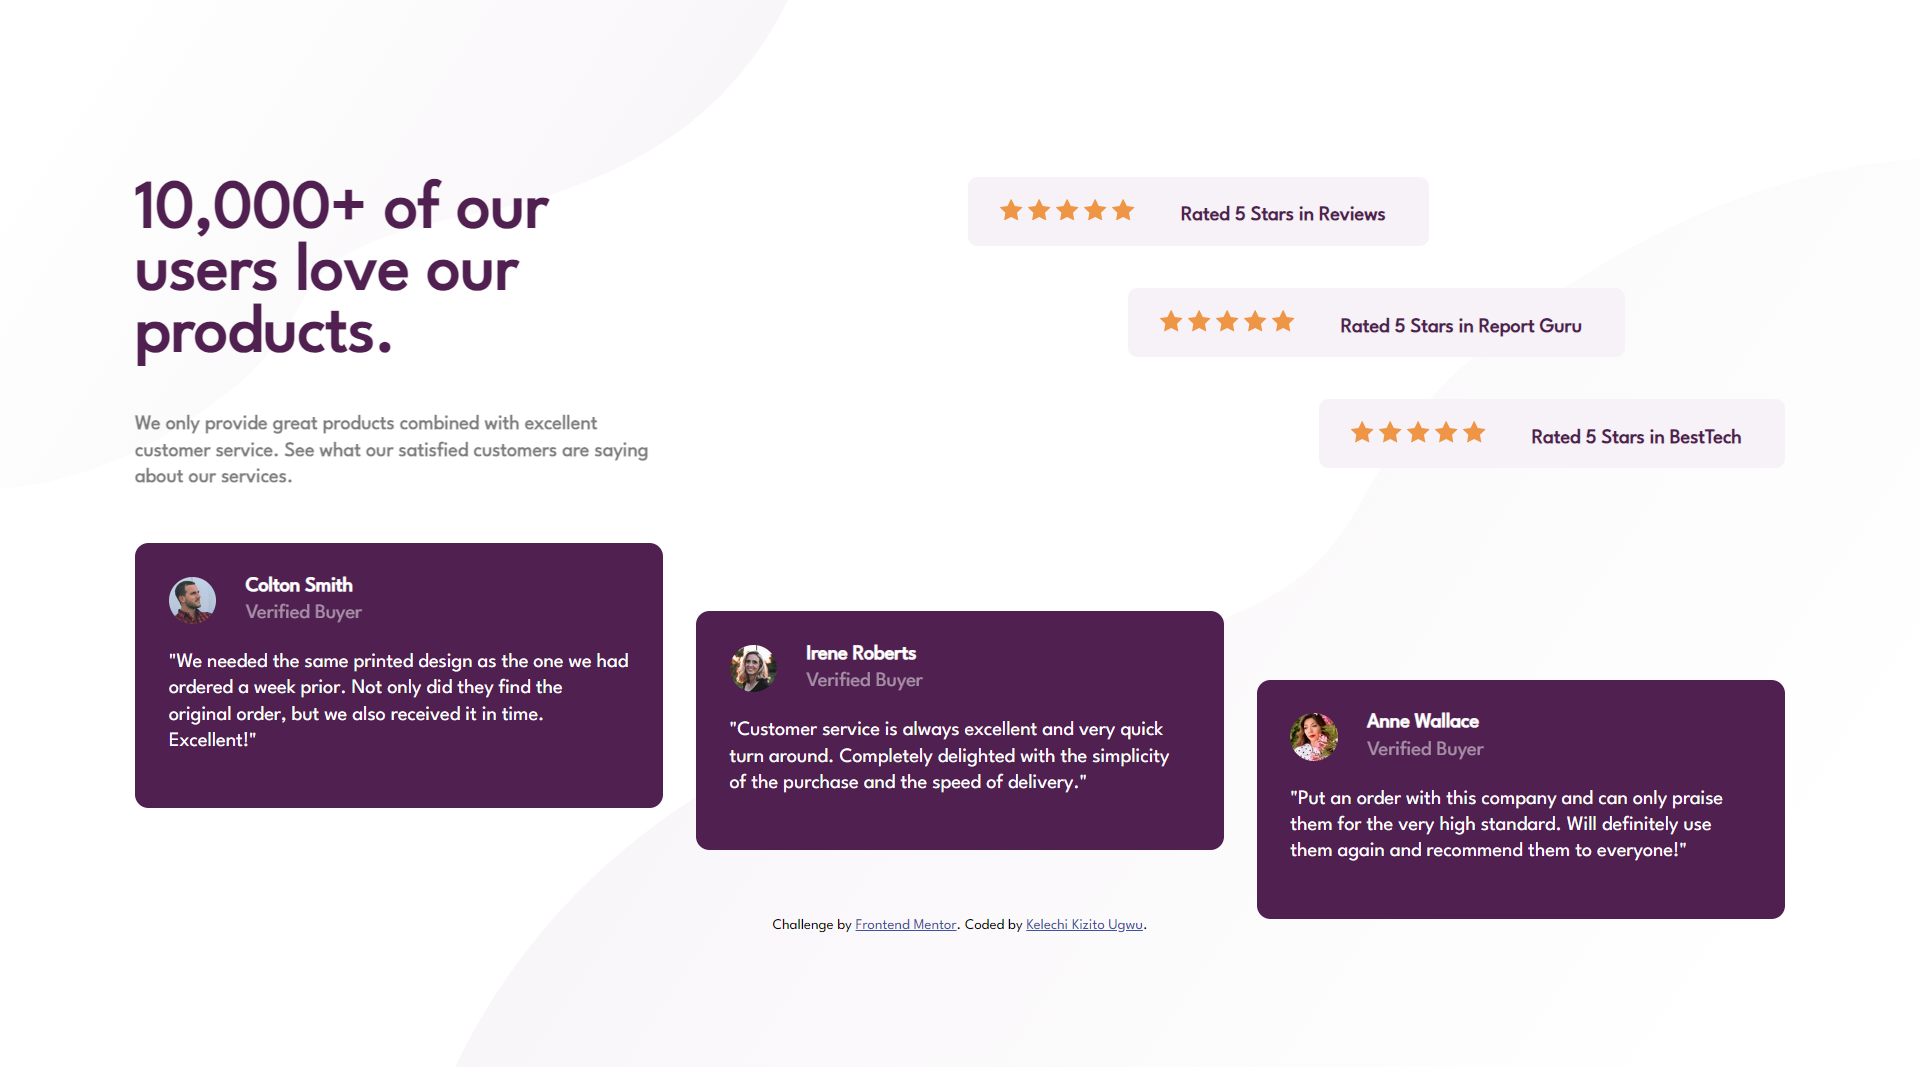 10,000+ of our
users love our
products.
We only provide great products combined with excellent
customer service. See what our satisfied customers are saying
about our services.
Rated 5 Stars in Reviews
Rated 5 Stars in Report Guru
Rated 5 Stars in BestTech
Colton Smith
Verified Buyer
"We needed the same printed design as the one we had
ordered a week prior. Not only did they find the
original order, but we also received it in time.
Excellent!"
Irene Roberts
Verified Buyer
"Customer service is always excellent and very quick
turn around. Completely delighted with the simplicity
of the purchase and the speed of delivery."
Anne Wallace
Verified Buyer
"Put an order with this company and can only praise
them for the very high standard. Will definitely use
them again and recommend them to everyone!"
Challenge by Frontend Mentor. Coded by Kelechi Kizito Ugwu.